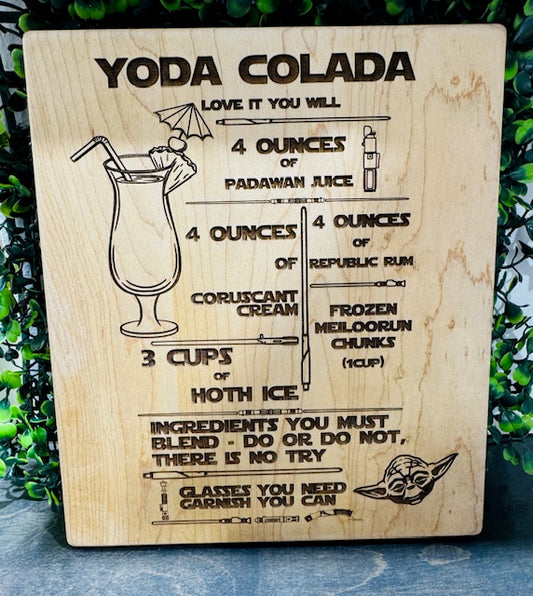 YODA COLADA
LOVE IT YOU WILL
4 OUNCES
OF
PADAWAN JUICE
4 OUNCES
OF
CORUSCANT
CREAM
4 OUNCES
OF
REPUBLIC RUM
FROZEN
MEILOORUN
CHUNKS
(1CUP)
3 CUPS
OF
HOTH ICE
INGREDIENTS YOU MUST
BLEND - DO OR DO NOT,
THERE IS NO TRY
GLASSES YOU NEED
GARNISH YOU CAN